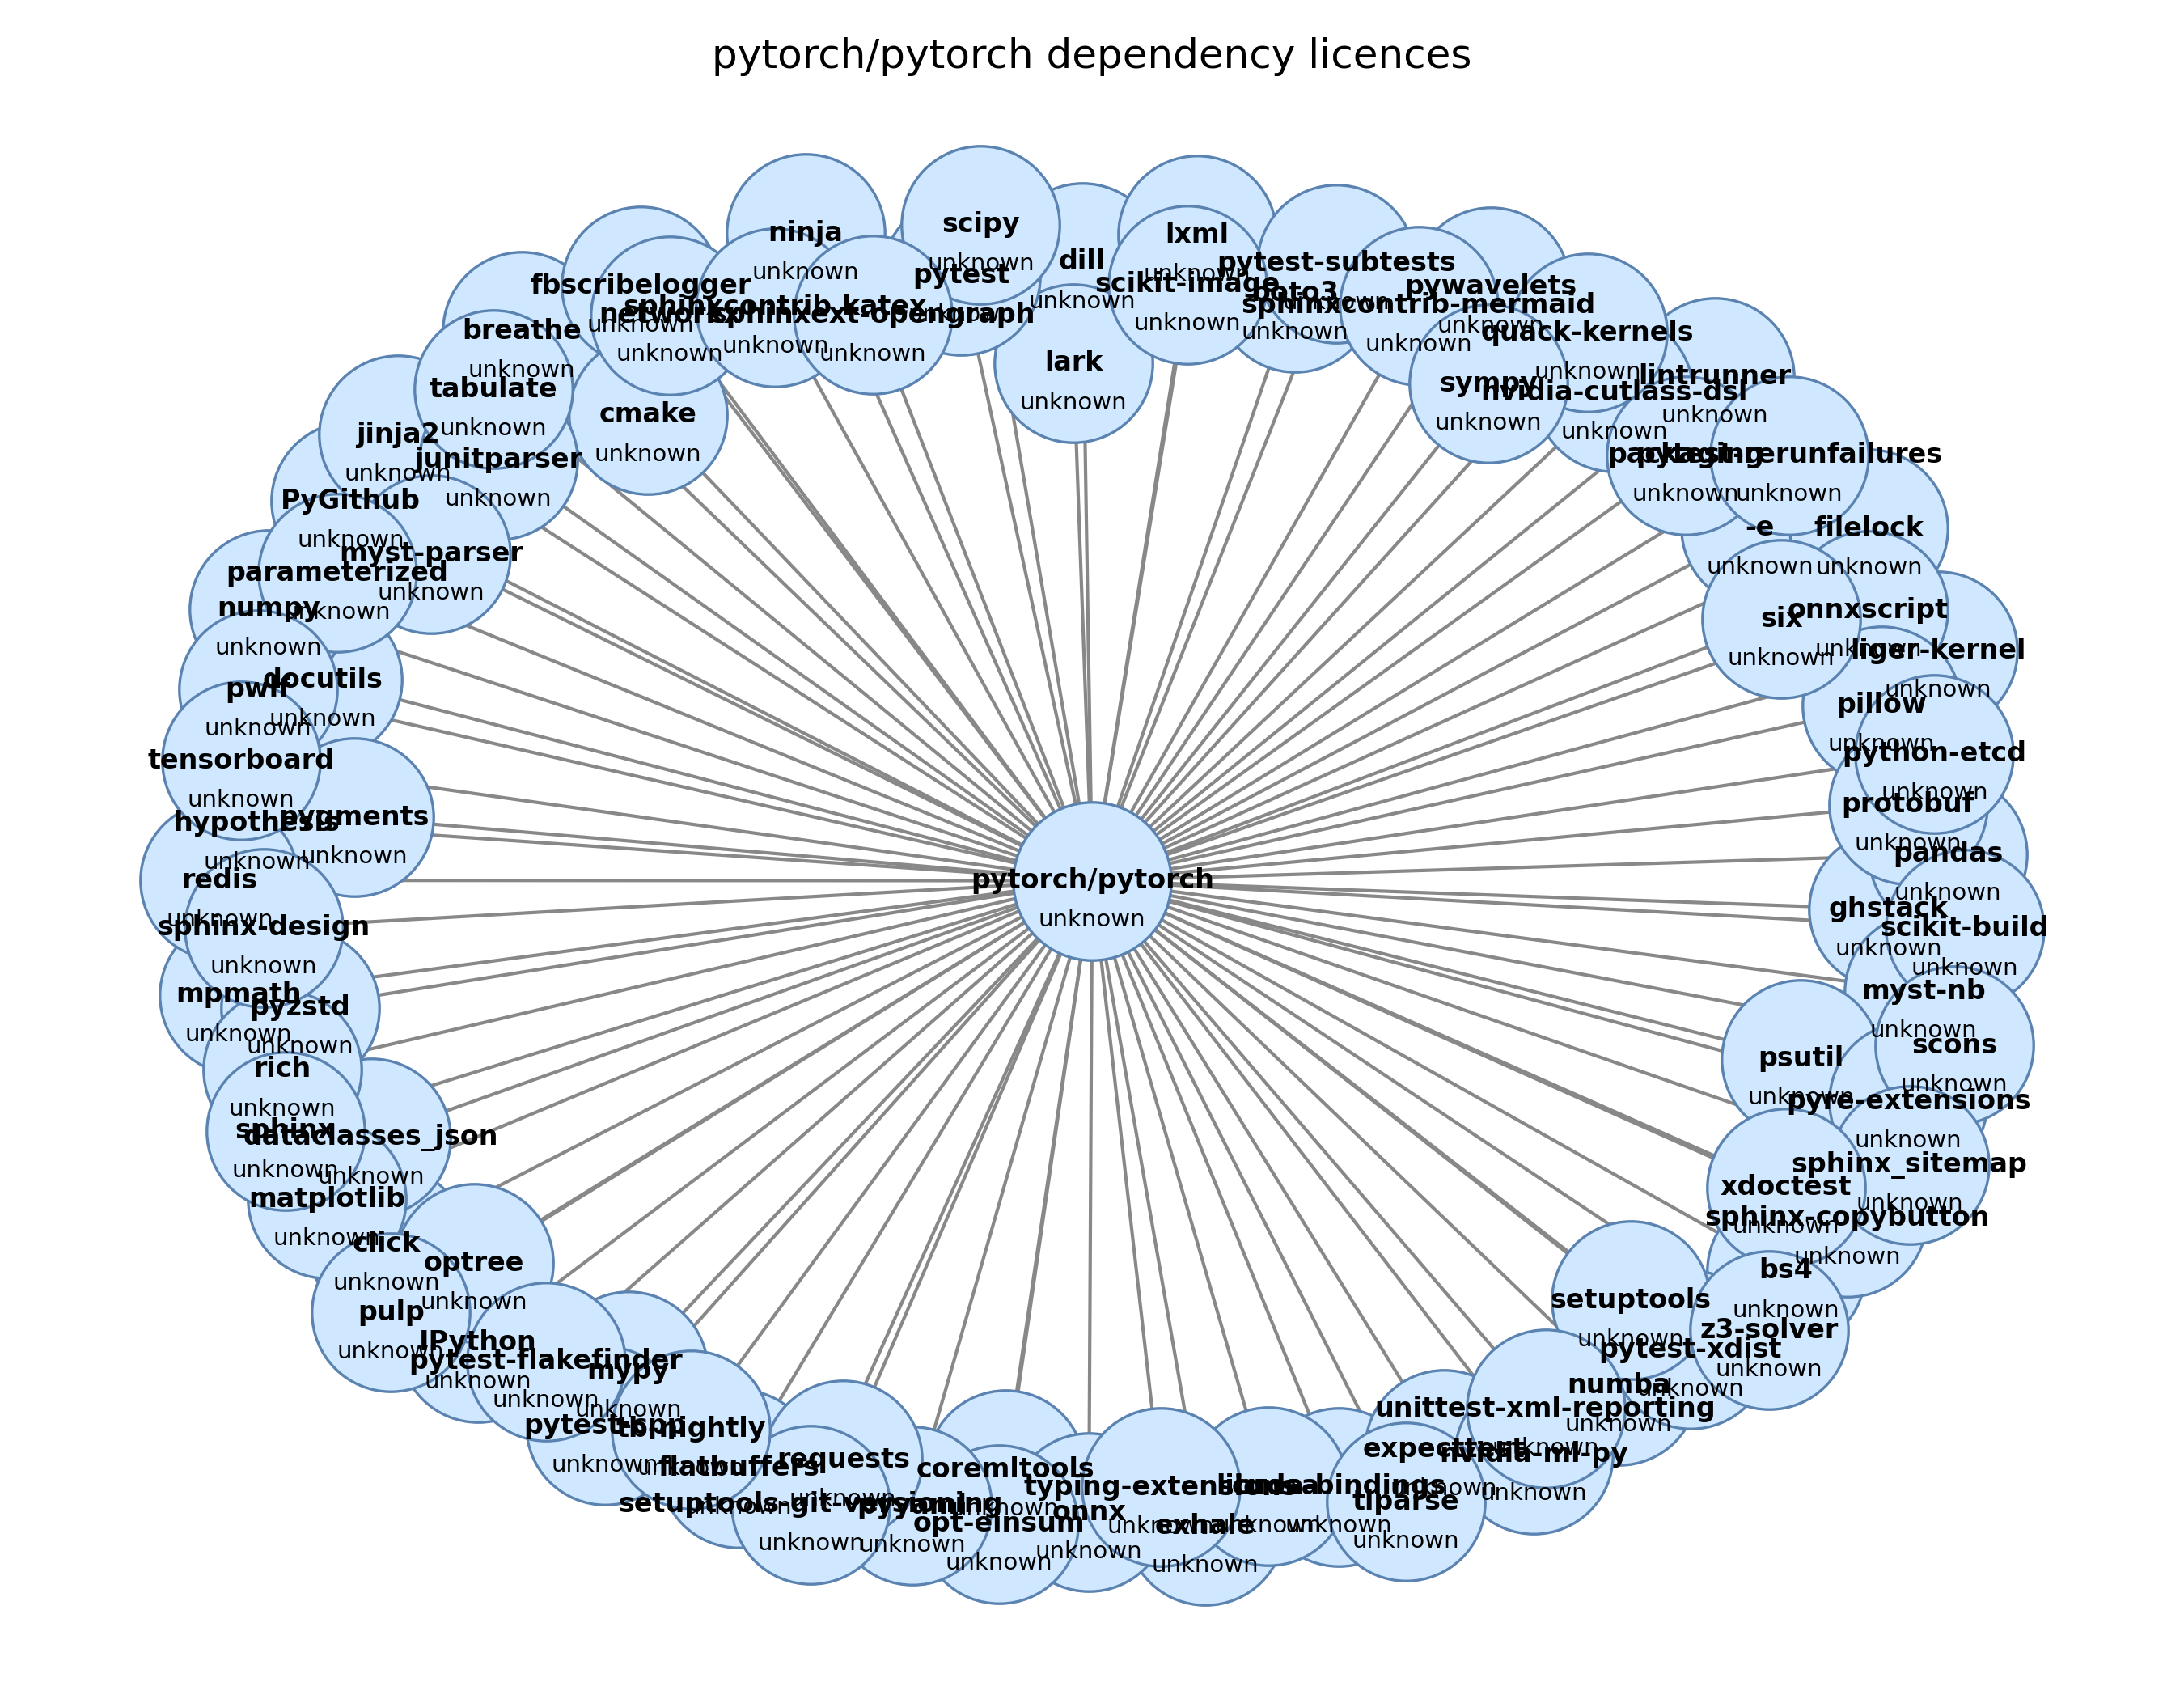 pytorch/pytorch dependency licences
scipy
unknown
ninja
unknown
lxml
unknown
dill
unknown
pytest
unknown
pytest-subtests
unknown
fbscribelogger
unknown
scikit-image
unknown
boto3
unknown
pywavelets
unknown
sphinxcontrib-mermaid
unknown
networkx
unknown
sphinxcontrib-katex
unknown
sphinxext-opengraph
unknown
breathe
unknown
quack-kernels
unknown
lark
unknown
lintrunner
unknown
sympy
unknown
nvidia-cutlass-dsl
unknown
tabulate
unknown
cmake
unknown
jinja2
unknown
junitparser
unknown
packaging
unknown
pytest-rerunfailures
unknown
PyGithub
unknown
-e
unknown
filelock
unknown
myst-parser
unknown
parameterized
unknown
numpy
unknown
onnxscript
unknown
six
unknown
liger-kernel
unknown
docutils
unknown
pwlf
unknown
pillow
unknown
python-etcd
unknown
tensorboard
unknown
protobuf
unknown
hypothesis
unknown
pygments
unknown
pandas
unknown
redis
unknown
pytorch/pytorch
unknown
ghstack
unknown
sphinx-design
unknown
scikit-build
unknown
mpmath
unknown
myst-nb
unknown
pyzstd
unknown
scons
unknown
psutil
unknown
rich
unknown
pyre-extensions
unknown
sphinx
unknown
dataclasses_json
unknown
sphinx_sitemap
unknown
xdoctest
unknown
matplotlib
unknown
sphinx-copybutton
unknown
click
unknown
optree
unknown
bs4
unknown
setuptools
unknown
pulp
unknown
z3-solver
unknown
IPython
unknown
pytest-xdist
unknown
pytest-flakefinder
unknown
mypy
unknown
numba
unknown
unittest-xml-reporting
unknown
pytest-cpp
unknown
tb-nightly
unknown
expecttest
unknown
nvidia-ml-py
unknown
requests
unknown
flatbuffers
unknown
coremltools
unknown
typing-extensions
unknown
unknown
unknown
tlparse
unknown
setuptools-git-versioning
unknown
pyyaml
unknown
onnx
unknown
opt-einsum
unknown
exhale
unknown